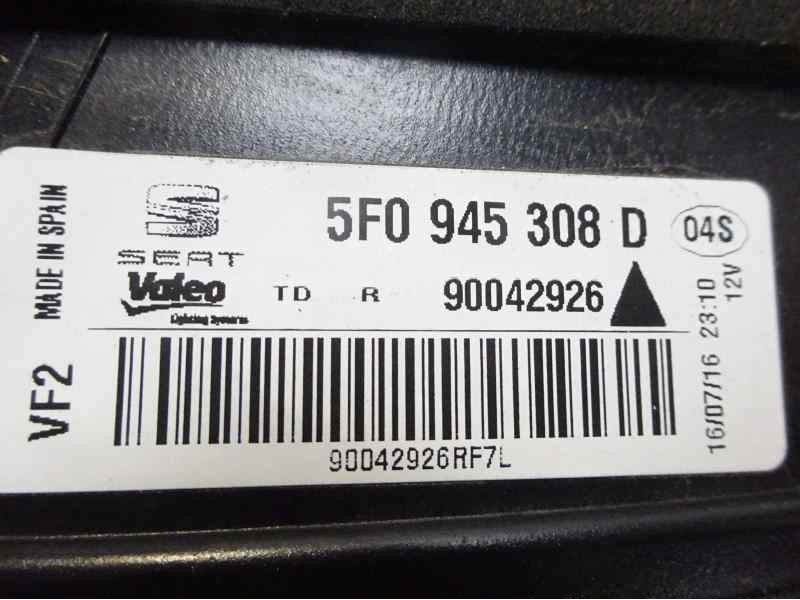 MADE IN SPAIN
VF2
S
SEAT
5F0 945 308 D
04S
Valeo
Lighting Systems
TD R 90042926
90042926RF7L
16/07/16 23:10
12V